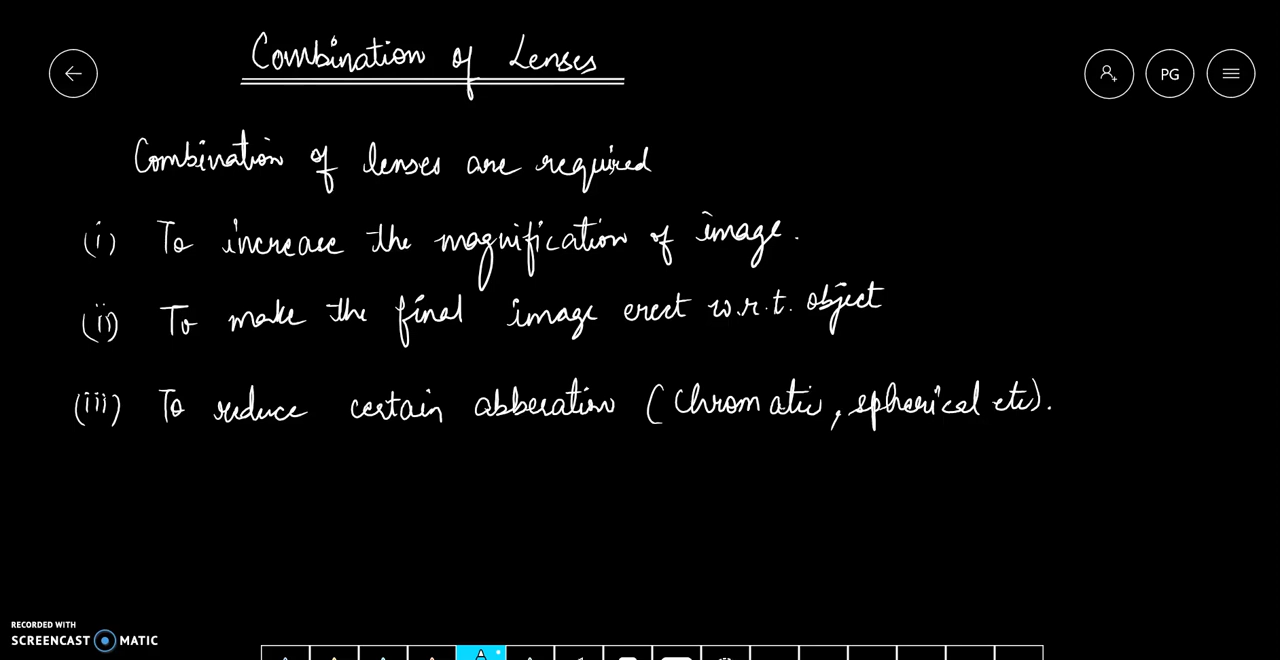 Combination of Lenses
PG
Combination of lenses are required
(i) To increase the magnification of image.
(ii) To make the final image erect w.r.t. object
(iii) To reduce certain abberation (chromatic, spherical etc).
RECORDED WITH
SCREENCAST MATIC